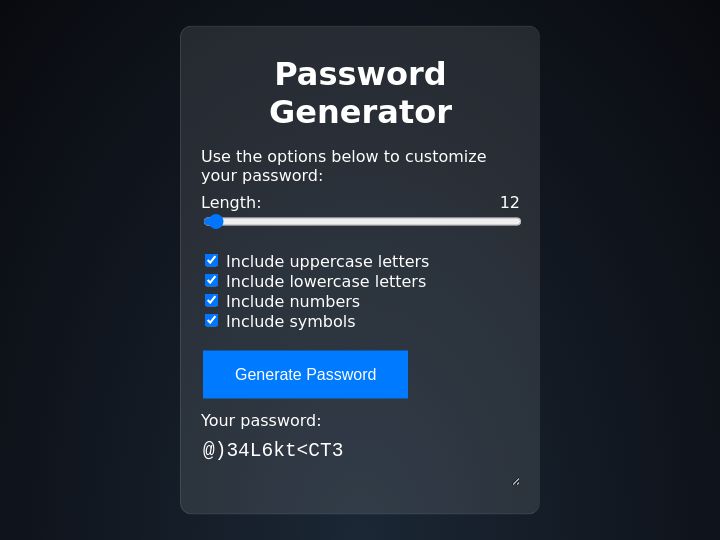 Password
Generator
Use the options below to customize
your password:
Length: 12
Include uppercase letters
Include lowercase letters
Include numbers
Include symbols
Generate Password
Your password:
@)34L6kt<CT3